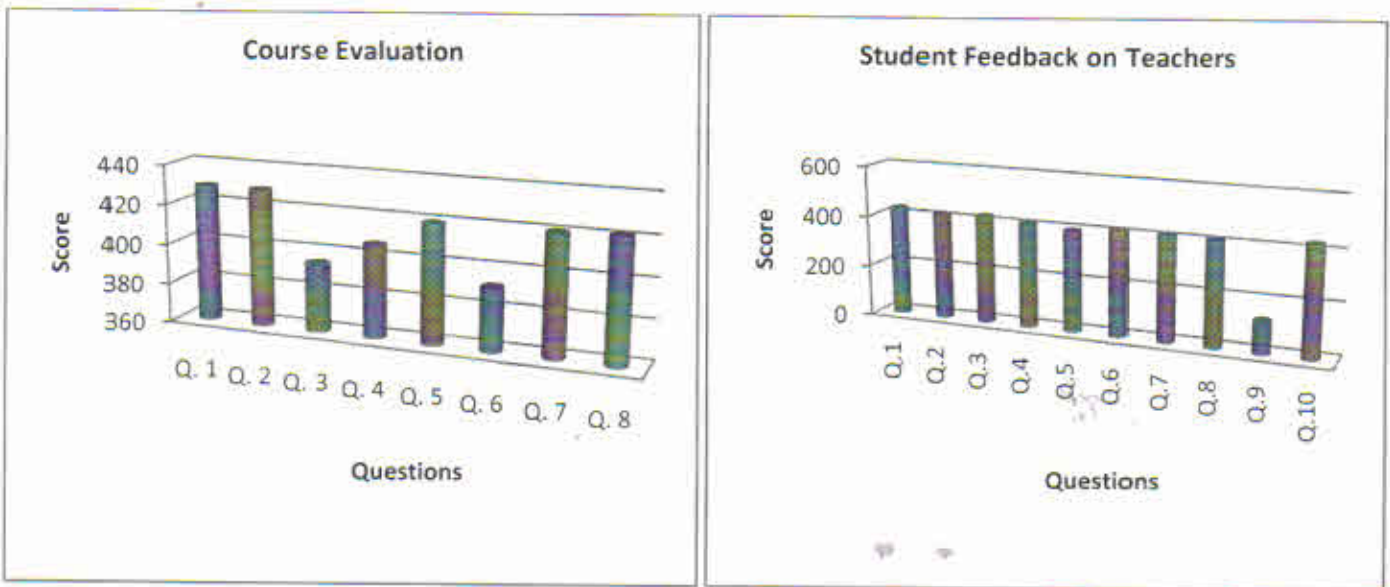 Course Evaluation
440
420
400
380
360
Score
Q. 1 Q. 2 Q. 3 Q. 4 Q. 5 Q. 6 Q. 7 Q. 8
Questions
Student Feedback on Teachers
600
400
200
0
Score
Q.1 Q.2 Q.3 Q.4 Q.5 Q.6 Q.7 Q.8 Q.9 Q.10
Questions